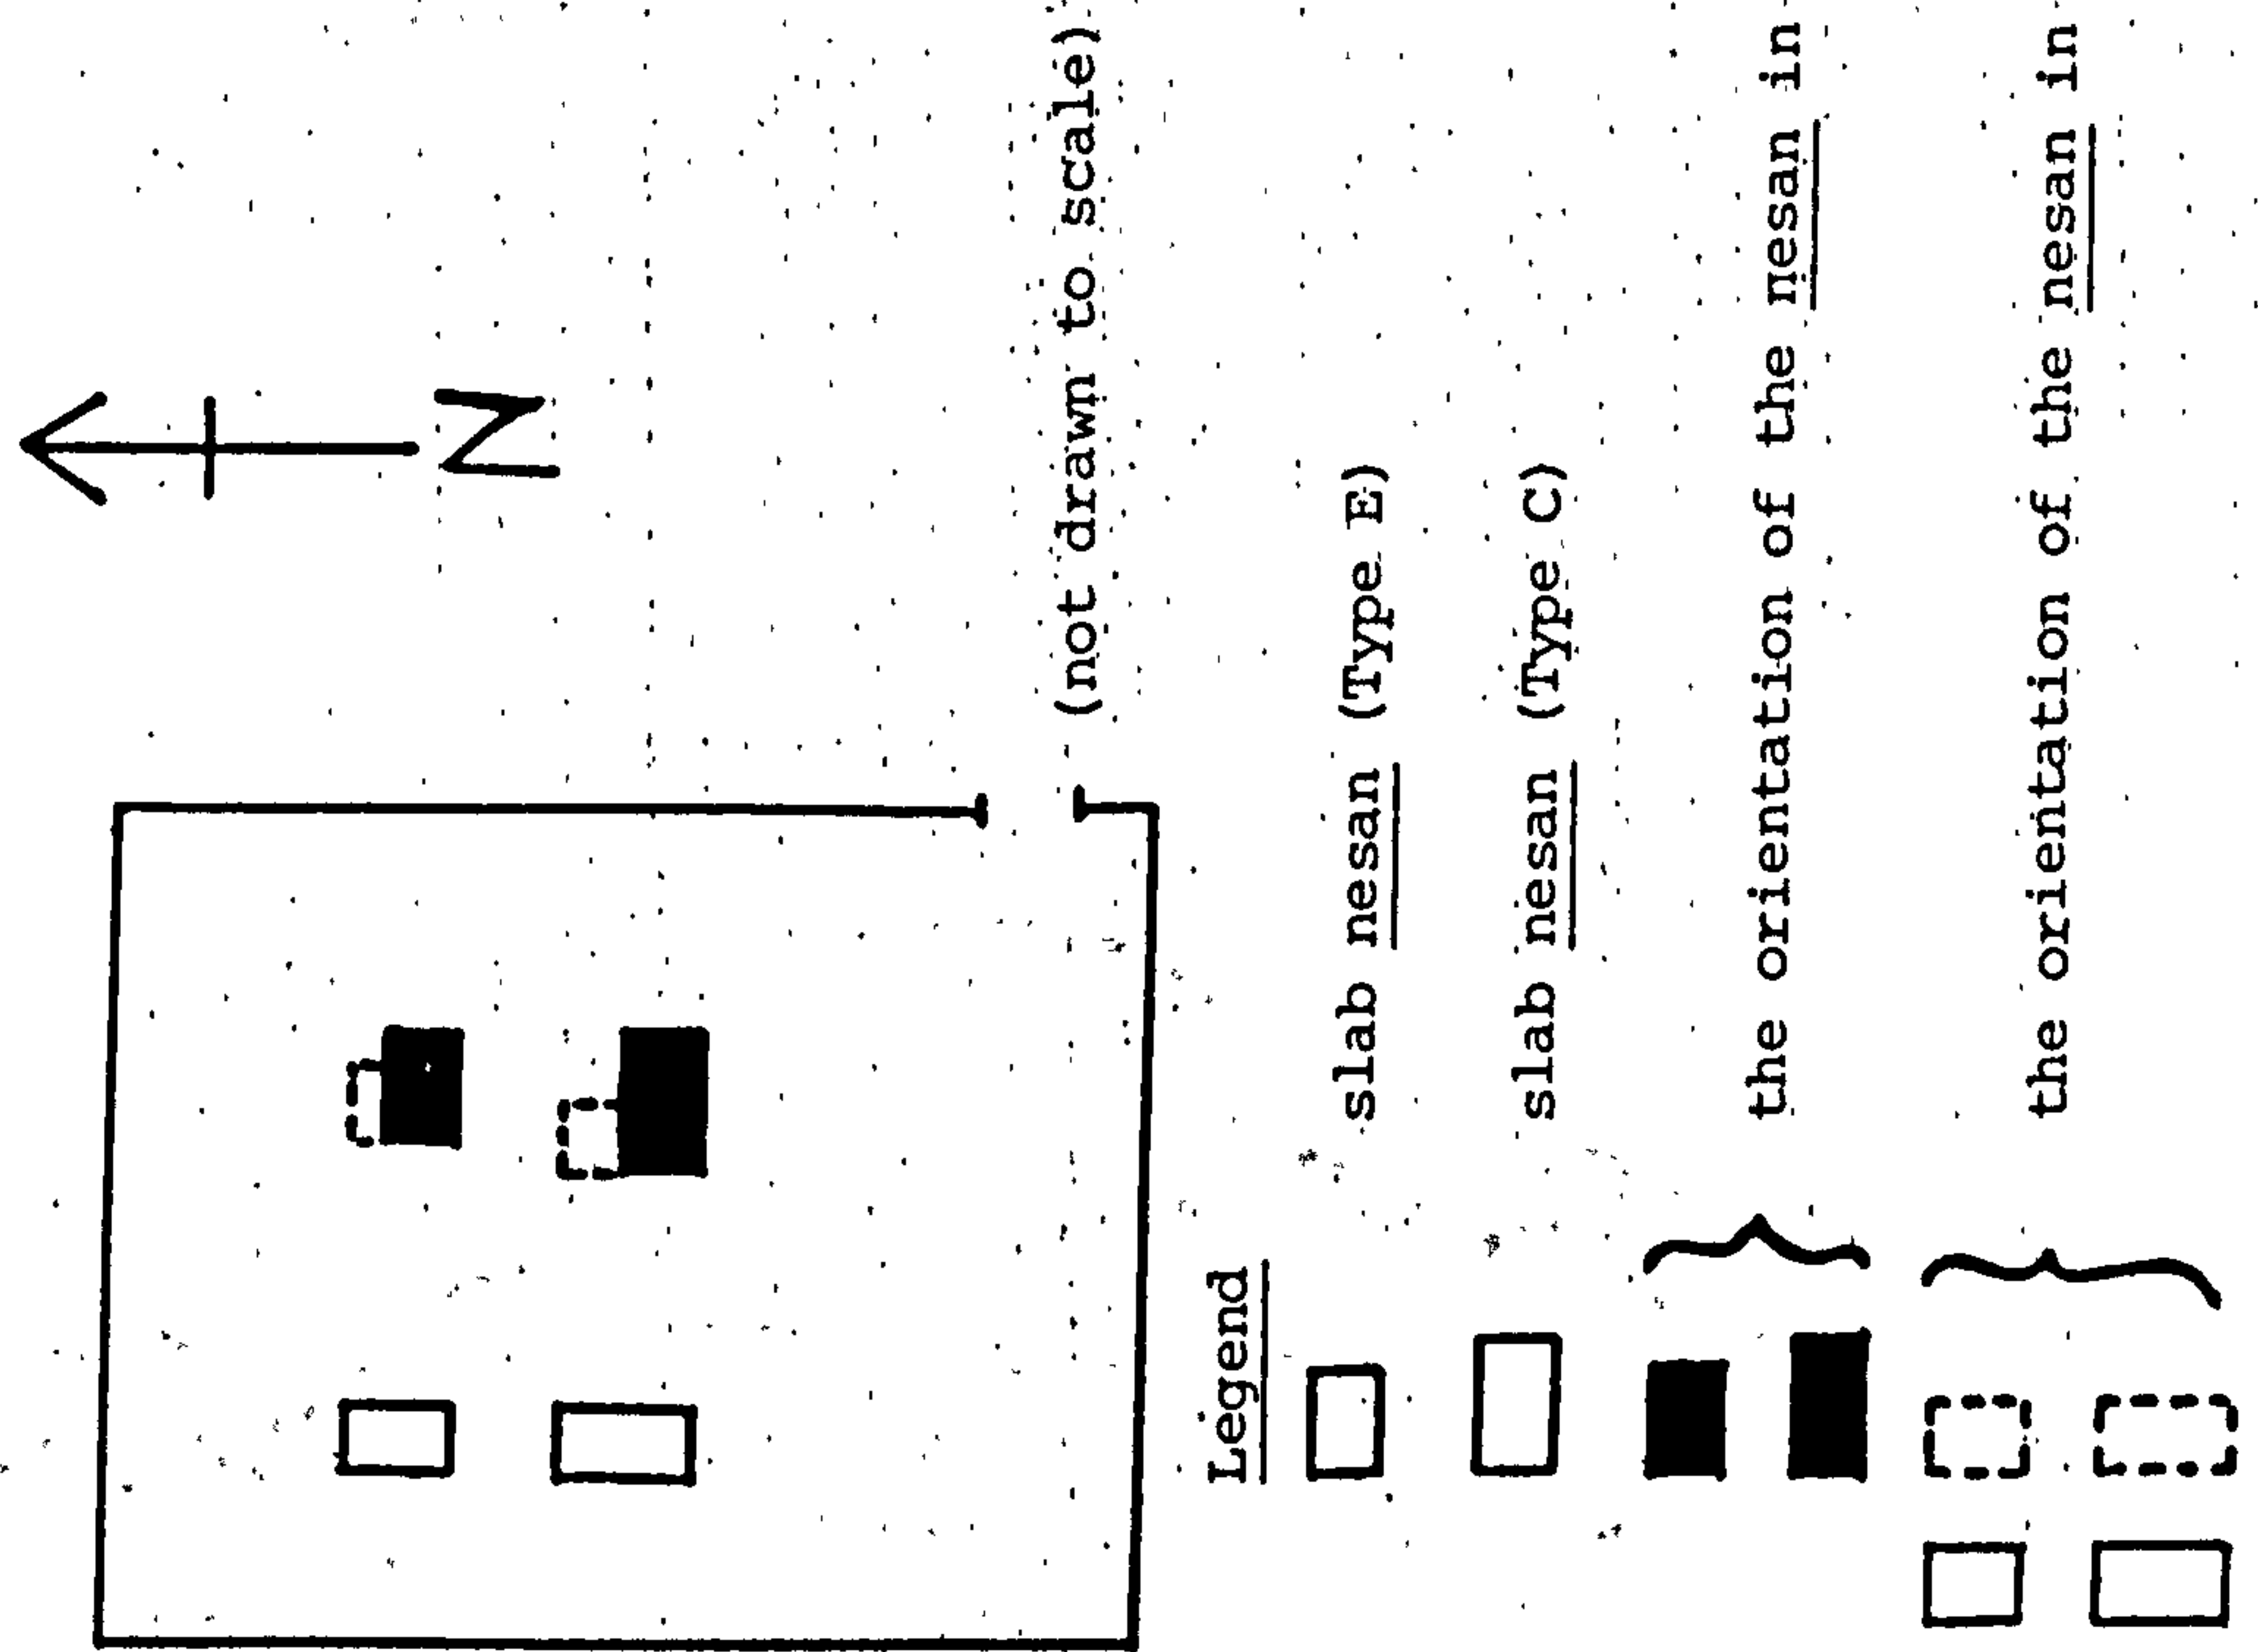 N
(not drawn to scale)
Legend
slab nesan (Type E)
slab nesan (Type C)
the orientation of the nesan in
the orientation of the nesan in